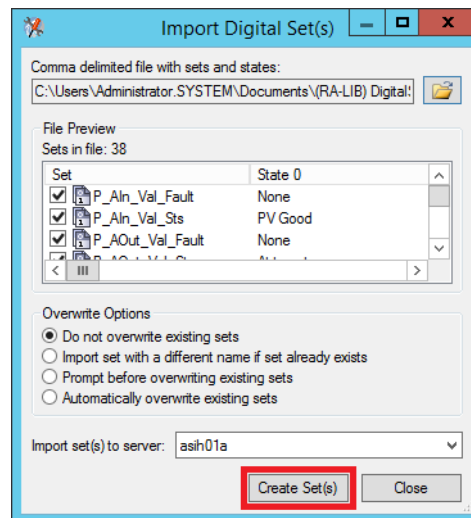 Import Digital Set(s)
Comma delimited file with sets and states:
C:\Users\Administrator.SYSTEM\Documents\(RA-LIB) Digital
File Preview
Sets in file: 38
Set State 0
P_AIn_Val_Fault None
P_AIn_Val_Sts PV Good
P_AOut_Val_Fault None
Overwrite Options
Do not overwrite existing sets
Import set with a different name if set already exists
Prompt before overwriting existing sets
Automatically overwrite existing sets
Import set(s) to server: asih01a
Create Set(s) Close